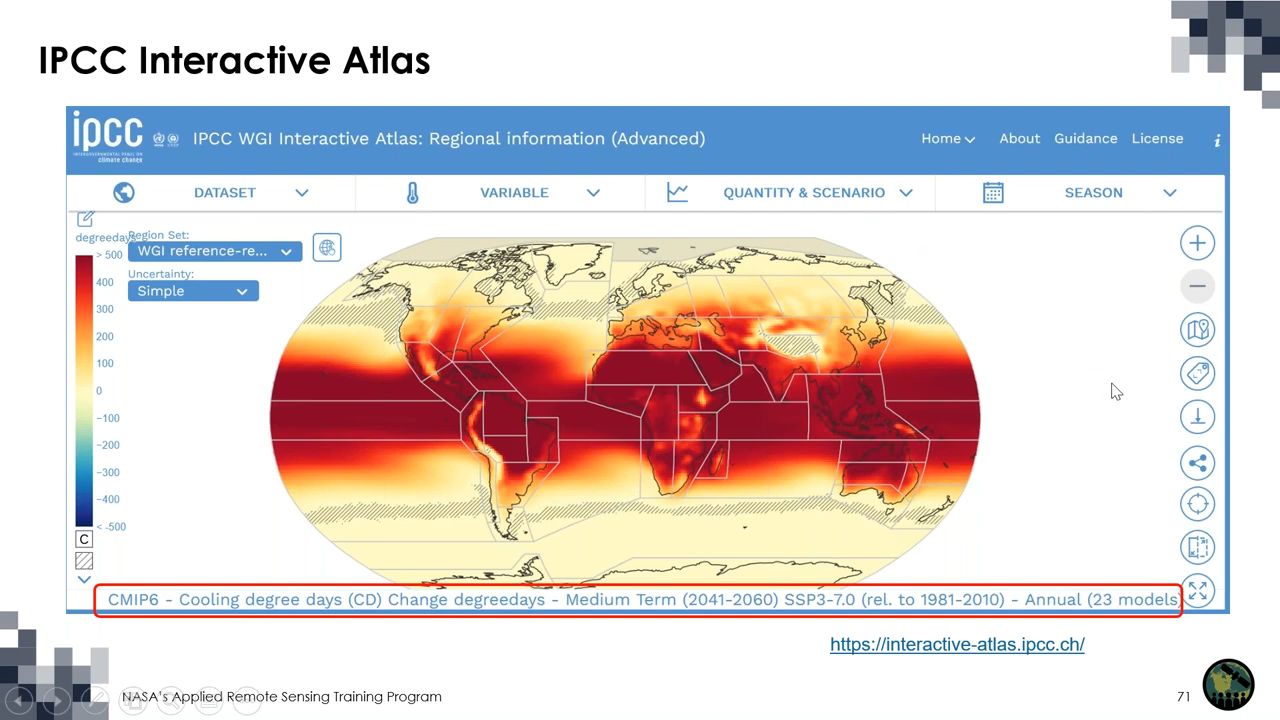 IPCC Interactive Atlas
ipcc
INTERGOVERNMENTAL PANEL ON
climate change
IPCC WGI Interactive Atlas: Regional information (Advanced)
Home
About
Guidance
License
i
DATASET
VARIABLE
QUANTITY & SCENARIO
SEASON
degreedays
Region Set:
WGI reference-re...
Uncertainty:
Simple
> 500
400
300
200
100
0
−100
−200
−300
−400
< -500
C
CMIP6 - Cooling degree days (CD) Change degreedays - Medium Term (2041-2060) SSP3-7.0 (rel. to 1981-2010) - Annual (23 models)
https://interactive-atlas.ipcc.ch/
NASA's Applied Remote Sensing Training Program
71